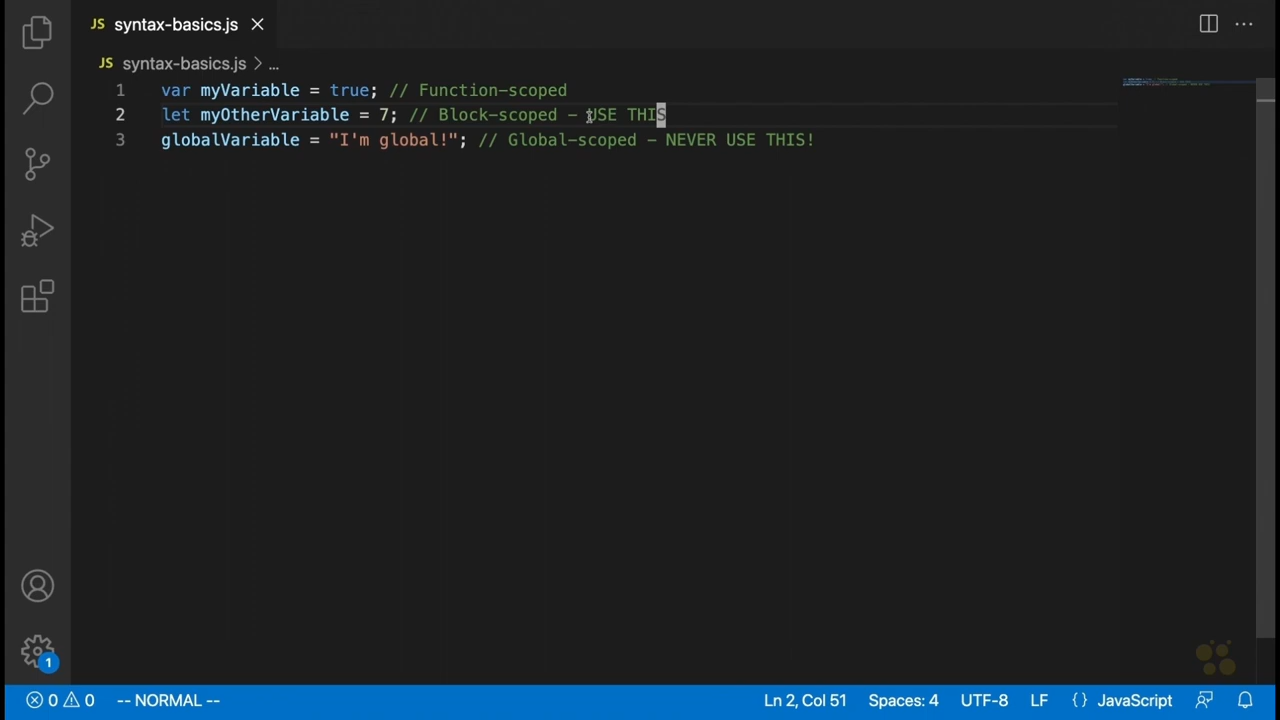 JS syntax-basics.js
JS syntax-basics.js > ...
1 var myVariable = true; // Function-scoped
2 let myOtherVariable = 7; // Block-scoped - USE THIS
3 globalVariable = "I'm global!"; // Global-scoped - NEVER USE THIS!
1
0 0 -- NORMAL -- Ln 2, Col 51 Spaces: 4 UTF-8 LF {} JavaScript